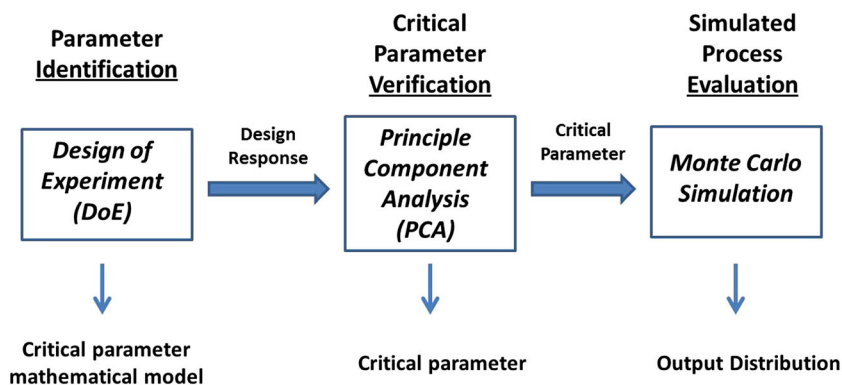 Parameter
Identification
Critical
Parameter
Verification
Simulated
Process
Evaluation
Design of
Experiment
(DoE)
Design
Response
Principle
Component
Analysis
(PCA)
Critical
Parameter
Monte Carlo
Simulation
Critical parameter
mathematical model
Critical parameter
Output Distribution